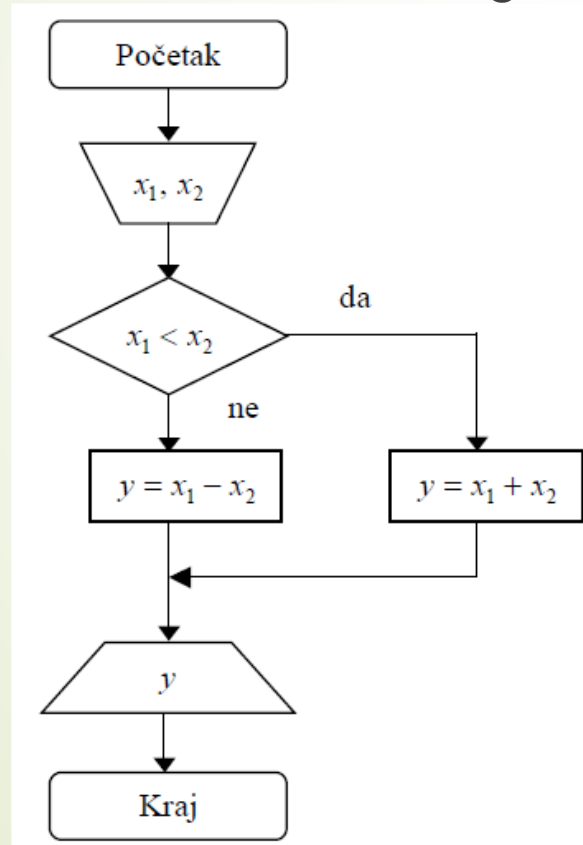 Početak
x₁, x₂
x₁ < x₂
da
ne
y = x₁ − x₂
y = x₁ + x₂
y
Kraj